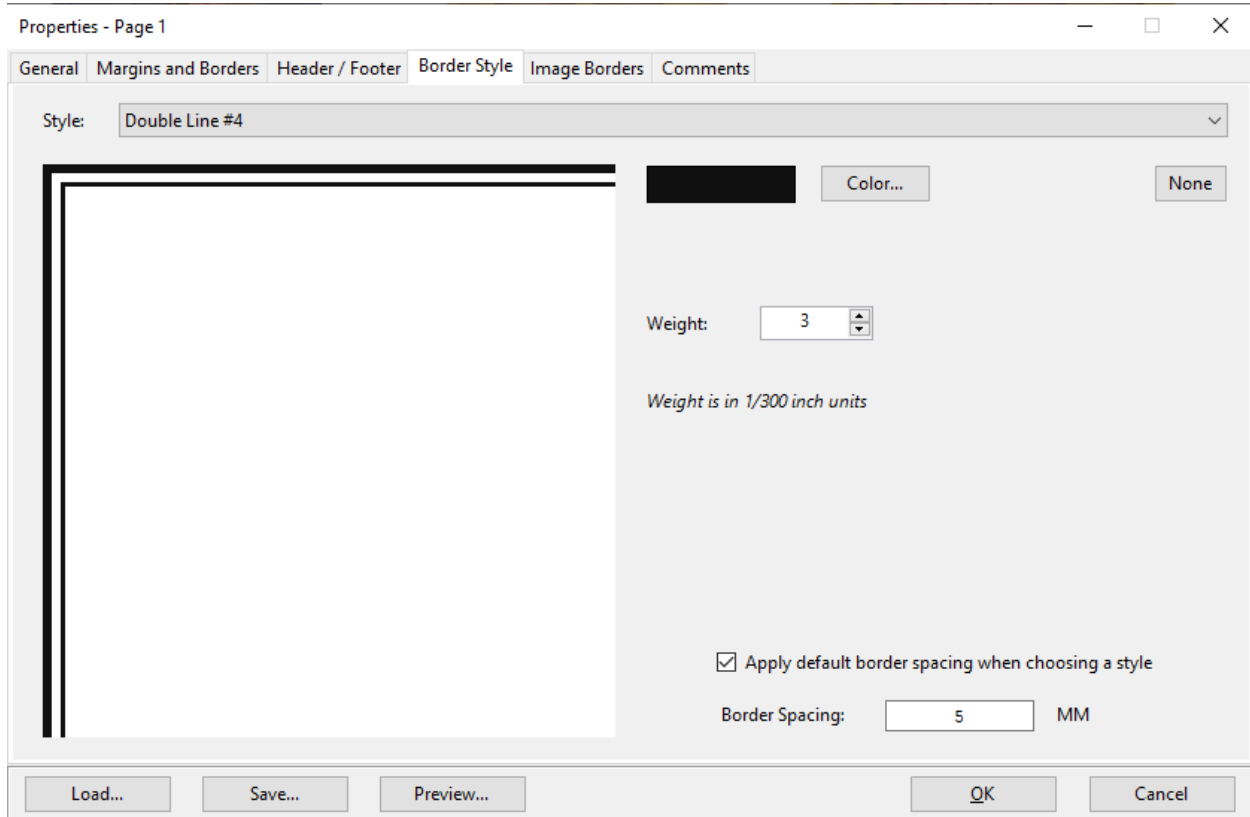 Properties - Page 1
General Margins and Borders Header / Footer Border Style Image Borders Comments
Style: Double Line #4
Color... None
Weight: 3
Weight is in 1/300 inch units
Apply default border spacing when choosing a style
Border Spacing: 5 MM
Load... Save... Preview... OK Cancel